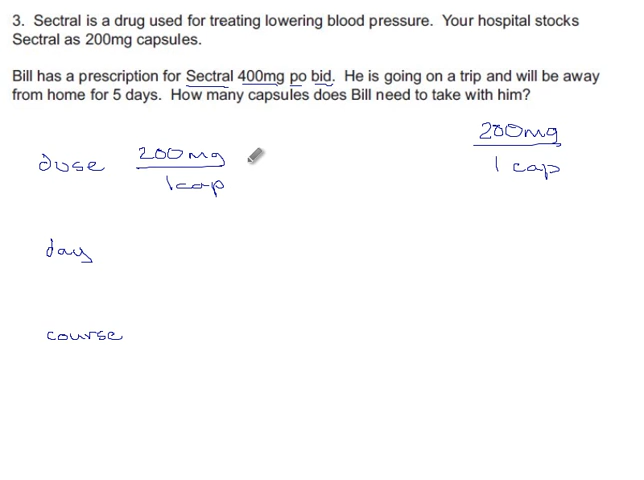 3. Sectral is a drug used for treating lowering blood pressure. Your hospital stocks
Sectral as 200mg capsules.
Bill has a prescription for Sectral 400mg po bid. He is going on a trip and will be away
from home for 5 days. How many capsules does Bill need to take with him?
200mg
1 cap
dose 200mg
1 cap
day
course